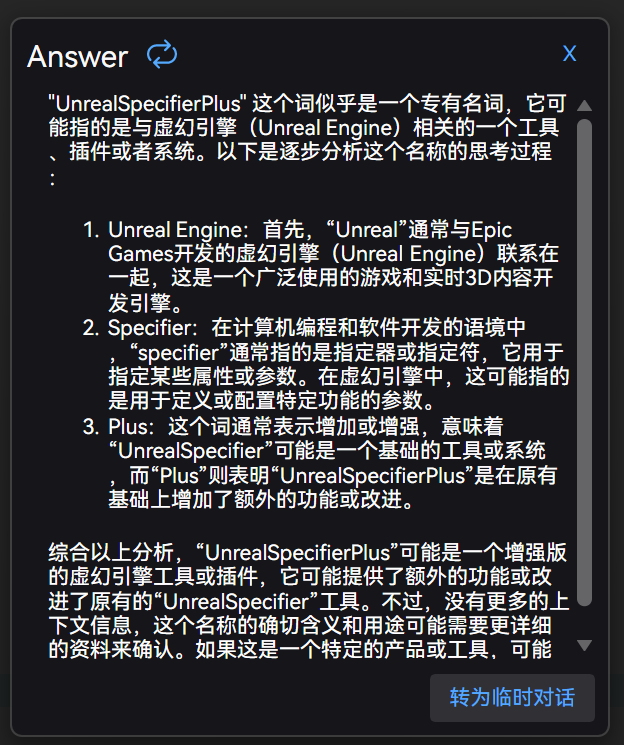 Answer
X
"UnrealSpecifierPlus" 这个词似乎是一个专有名词，它可
能指的是与虚幻引擎（Unreal Engine）相关的一个工具
、插件或者系统。以下是逐步分析这个名称的思考过程
：
1. Unreal Engine：首先，“Unreal”通常与Epic
Games开发的虚幻引擎（Unreal Engine）联系在
一起，这是一个广泛使用的游戏和实时3D内容开
发引擎。
2. Specifier：在计算机编程和软件开发的语境中
，“specifier”通常指的是指定器或指定符，它用于
指定某些属性或参数。在虚幻引擎中，这可能指的
是用于定义或配置特定功能的参数。
3. Plus：这个词通常表示增加或增强，意味着
“UnrealSpecifier”可能是一个基础的工具或系统
，而“Plus”则表明“UnrealSpecifierPlus”是在原有
基础上增加了额外的功能或改进。
综合以上分析，“UnrealSpecifierPlus”可能是一个增强版
的虚幻引擎工具或插件，它可能提供了额外的功能或改
进了原有的“UnrealSpecifier”工具。不过，没有更多的上
下文信息，这个名称的确切含义和用途可能需要更详细
的资料来确认。如果这是一个特定的产品或工具，可能
转为临时对话